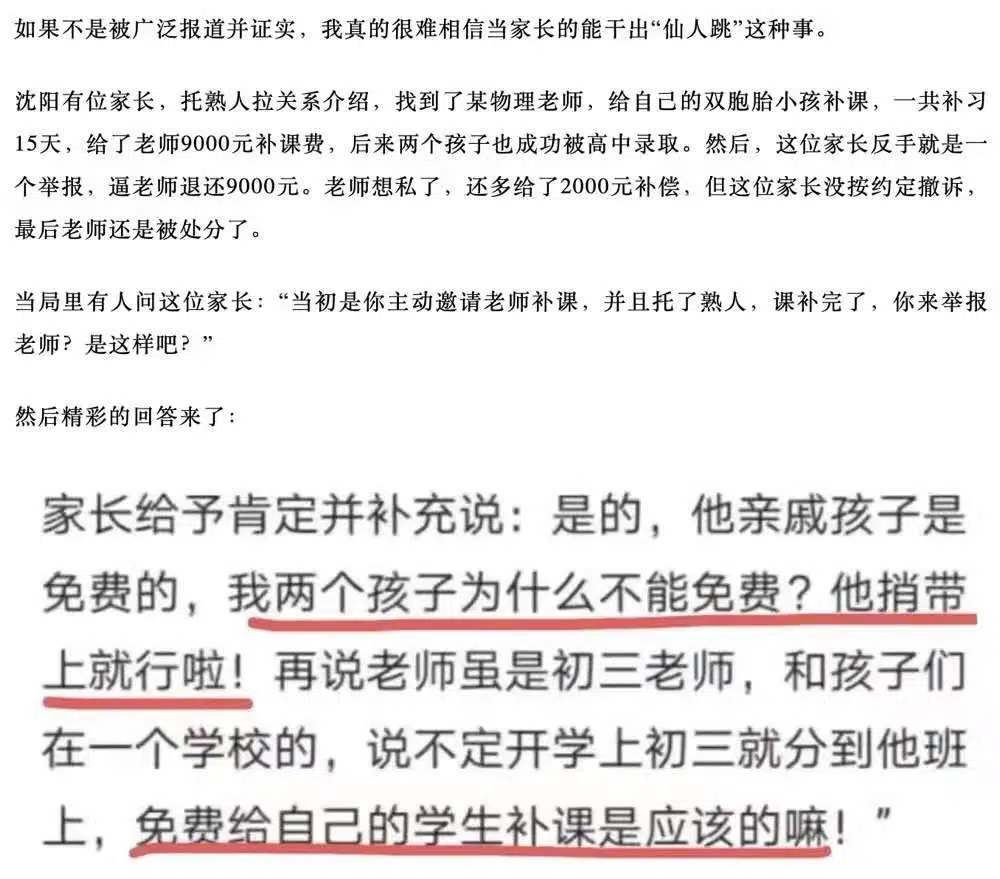 如果不是被广泛报道并证实，我真的很难相信当家长的能干出“仙人跳”这种事。
沈阳有位家长，托熟人拉关系介绍，找到了某物理老师，给自己的双胞胎小孩补课，一共补习
15天，给了老师9000元补课费，后来两个孩子也成功被高中录取。然后，这位家长反手就是一
个举报，逼老师退还9000元。老师想私了，还多给了2000元补偿，但这位家长没按约定撤诉，
最后老师还是被处分了。
当局里有人问这位家长：“当初是你主动邀请老师补课，并且托了熟人，课补完了，你来举报
老师？是这样吧？”
然后精彩的回答来了：
家长给予肯定并补充说：是的，他亲戚孩子是
免费的，我两个孩子为什么不能免费？他捎带
上就行啦！再说老师虽是初三老师，和孩子们
在一个学校的，说不定开学上初三就分到他班
上，免费给自己的学生补课是应该的嘛！”